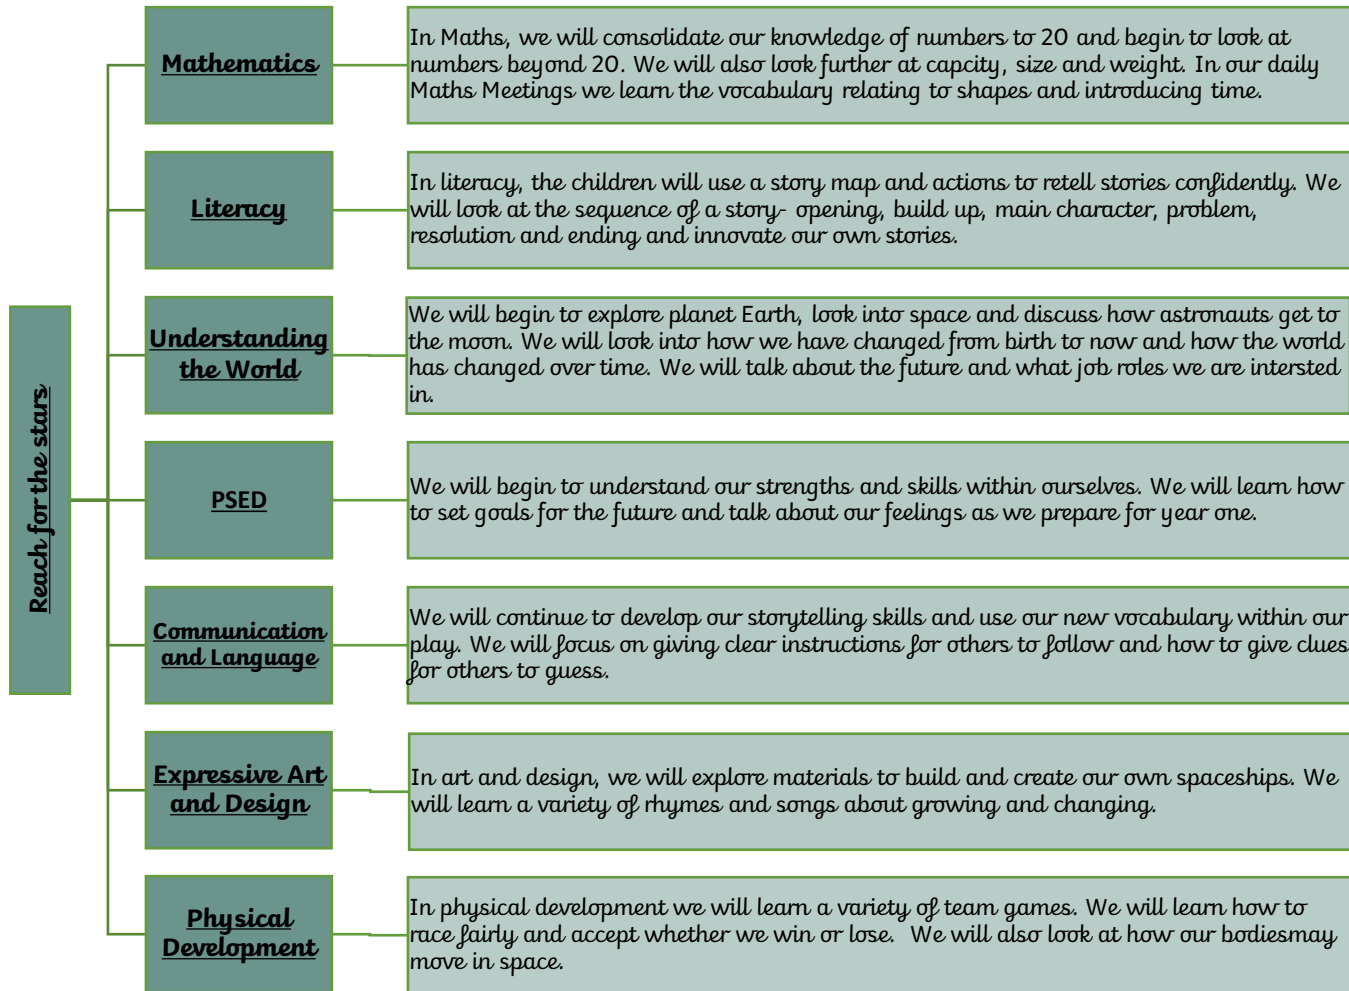 Reach for the stars
Mathematics
In Maths, we will consolidate our knowledge of numbers to 20 and begin to look at
numbers beyond 20. We will also look further at capcity, size and weight. In our daily
Maths Meetings we learn the vocabulary relating to shapes and introducing time.
Literacy
In literacy, the children will use a story map and actions to retell stories confidently. We
will look at the sequence of a story- opening, build up, main character, problem,
resolution and ending and innovate our own stories.
Understanding
the World
We will begin to explore planet Earth, look into space and discuss how astronauts get to
the moon. We will look into how we have changed from birth to now and how the world
has changed over time. We will talk about the future and what job roles we are intersted
in.
PSED
We will begin to understand our strengths and skills within ourselves. We will learn how
to set goals for the future and talk about our feelings as we prepare for year one.
Communication
and Language
We will continue to develop our storytelling skills and use our new vocabulary within our
play. We will focus on giving clear instructions for others to follow and how to give clues
for others to guess.
Expressive Art
and Design
In art and design, we will explore materials to build and create our own spaceships. We
will learn a variety of rhymes and songs about growing and changing.
Physical
Development
In physical development we will learn a variety of team games. We will learn how to
race fairly and accept whether we win or lose.  We will also look at how our bodiesmay
move in space.